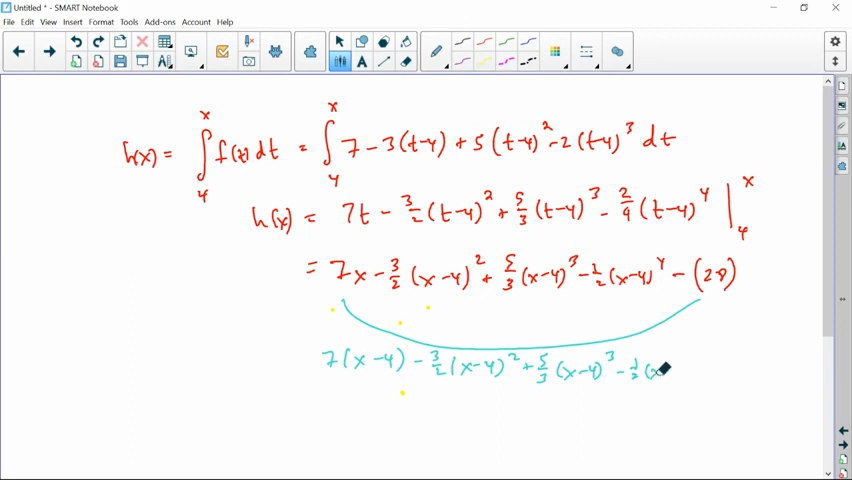 Untitled * - SMART Notebook
File Edit View Insert Format Tools Add-ons Account Help
h(x) = ∫₄ˣ f(t) dt = ∫₄ˣ 7 - 3(t-4) + 5(t-4)² - 2(t-4)³ dt
h(x) = 7t - 3/2 (t-4)² + 5/3 (t-4)³ - 2/4 (t-4)⁴ |₄ˣ
= 7x - 3/2 (x-4)² + 5/3 (x-4)³ - 1/2 (x-4)⁴ - (28)
7(x-4) - 3/2 (x-4)² + 5/3 (x-4)³ - 1/2 (x